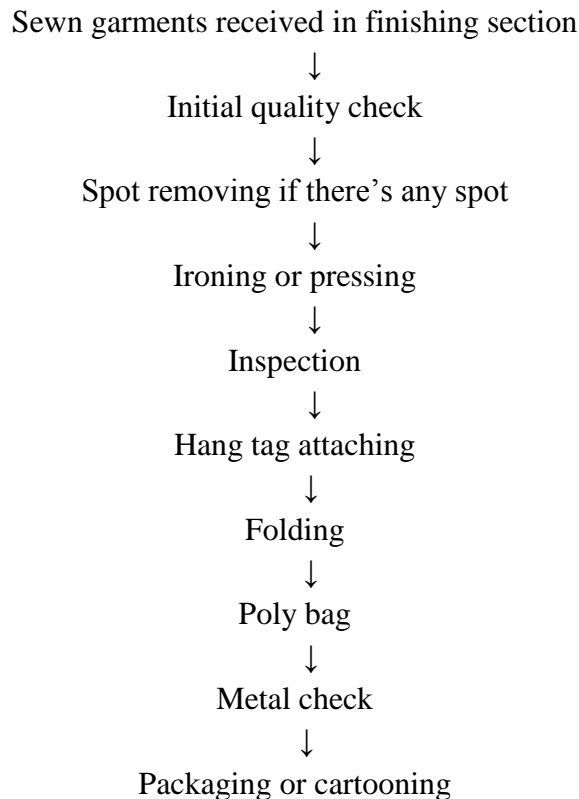 Sewn garments received in finishing section
↓
Initial quality check
↓
Spot removing if there’s any spot
↓
Ironing or pressing
↓
Inspection
↓
Hang tag attaching
↓
Folding
↓
Poly bag
↓
Metal check
↓
Packaging or cartooning